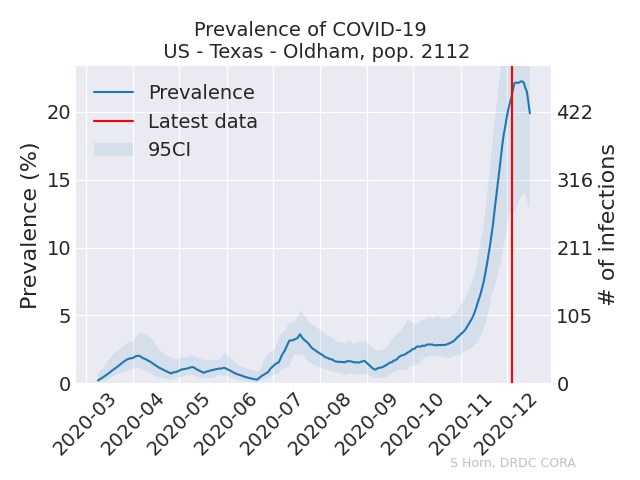 Prevalence of COVID-19
US - Texas - Oldham, pop. 2112
Prevalence
Latest data
95CI
Prevalence (%)
20
15
10
5
0
422
316
211
105
0
# of infections
2020-03
2020-04
2020-05
2020-06
2020-07
2020-08
2020-09
2020-10
2020-11
2020-12
S Horn, DRDC CORA